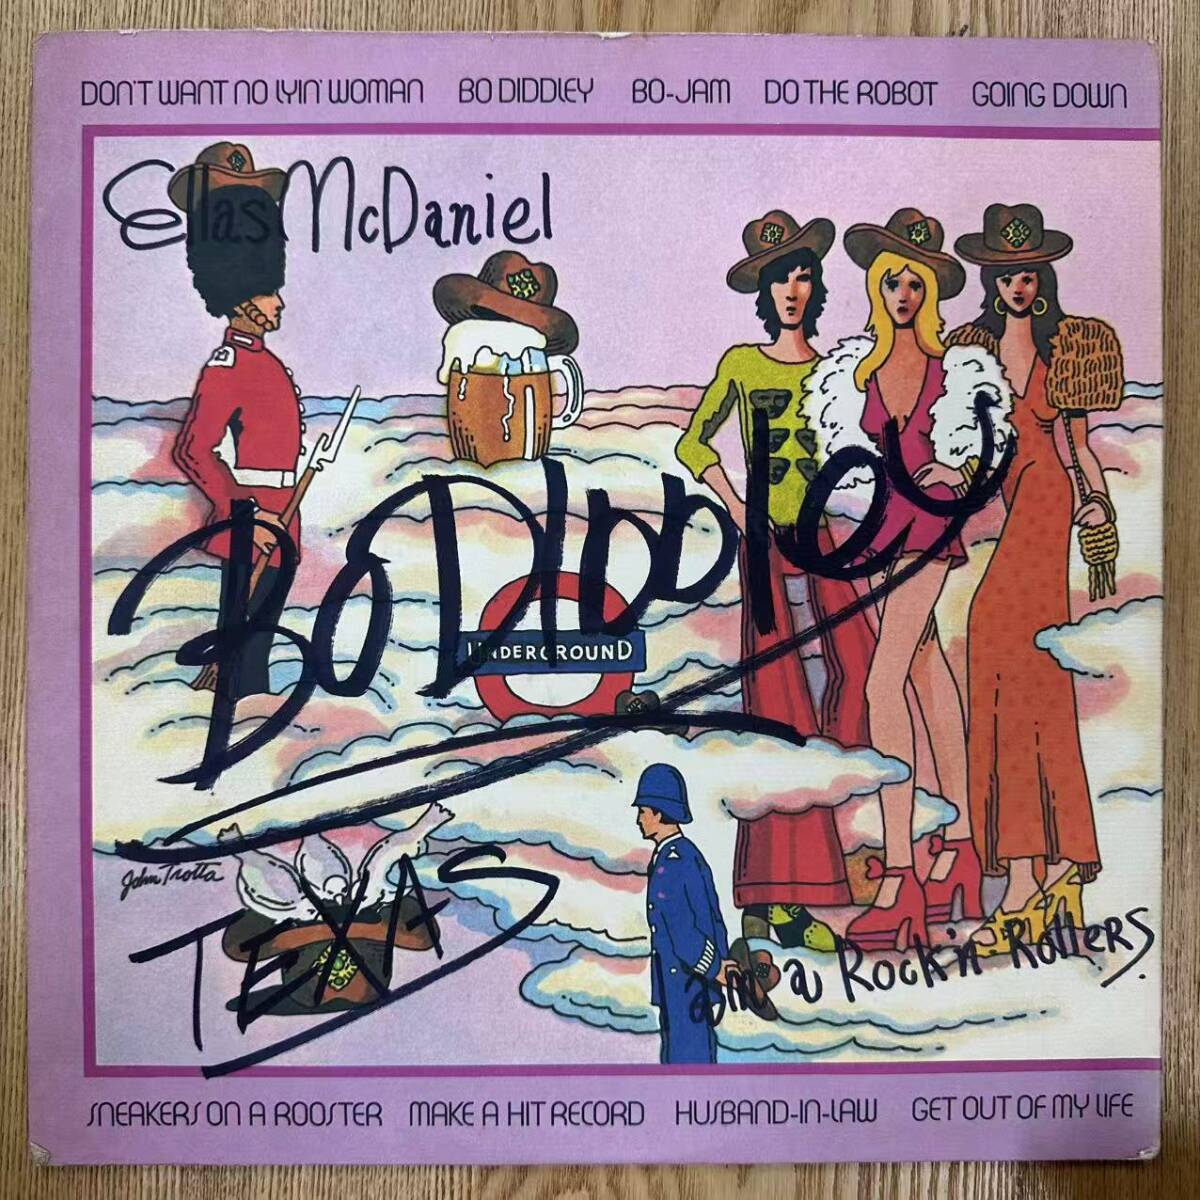 DON'T WANT NO LYIN' WOMAN BO DIDDLEY BO-JAM DO THE ROBOT GOING DOWN
Ellas McDaniel
Bo Diddley
UNDERGROUND
John Trotta
TEXAS
am a Rock'n Rollers.
SNEAKERS ON A ROOSTER MAKE A HIT RECORD HUSBAND-IN-LAW GET OUT OF MY LIFE